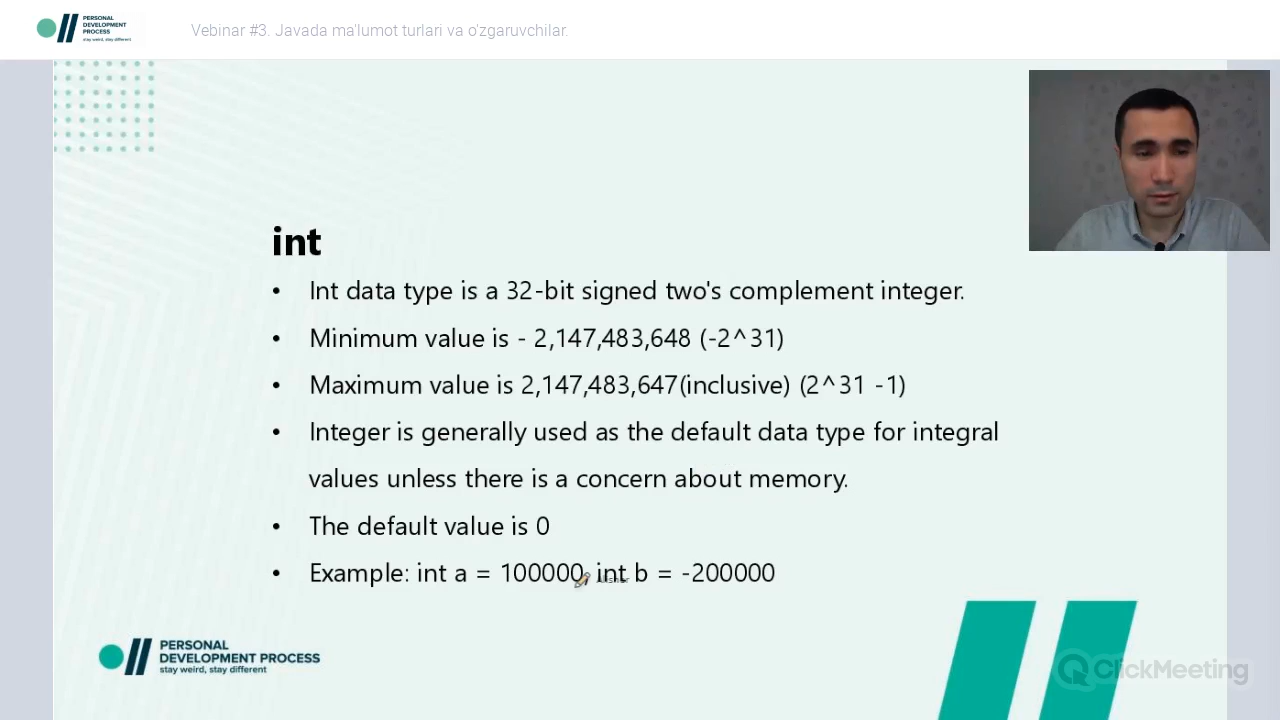 PERSONAL
DEVELOPMENT
PROCESS
stay weird, stay different
Vebinar #3. Javada ma'lumot turlari va o'zgaruvchilar.
int
• Int data type is a 32-bit signed two's complement integer.
• Minimum value is - 2,147,483,648 (-2^31)
• Maximum value is 2,147,483,647(inclusive) (2^31 -1)
• Integer is generally used as the default data type for integral
values unless there is a concern about memory.
• The default value is 0
• Example: int a = 100000, int b = -200000
PERSONAL
DEVELOPMENT PROCESS
stay weird, stay different
ClickMeeting